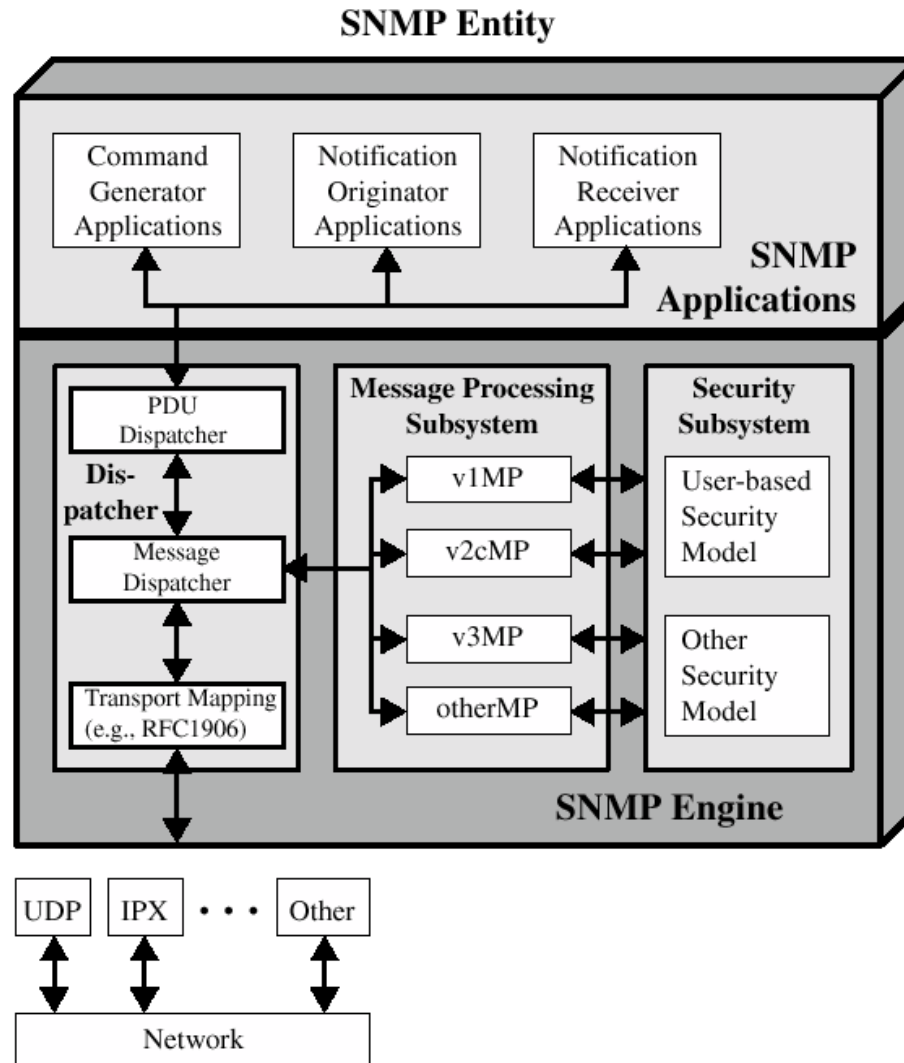 SNMP Entity
Command
Generator
Applications
Notification
Originator
Applications
Notification
Receiver
Applications
SNMP
Applications
PDU
Dispatcher
Dis-
patcher
Message
Dispatcher
Transport Mapping
(e.g., RFC1906)
Message Processing
Subsystem
v1MP
v2cMP
v3MP
otherMP
Security
Subsystem
User-based
Security
Model
Other
Security
Model
SNMP Engine
UDP
IPX
• • •
Other
Network